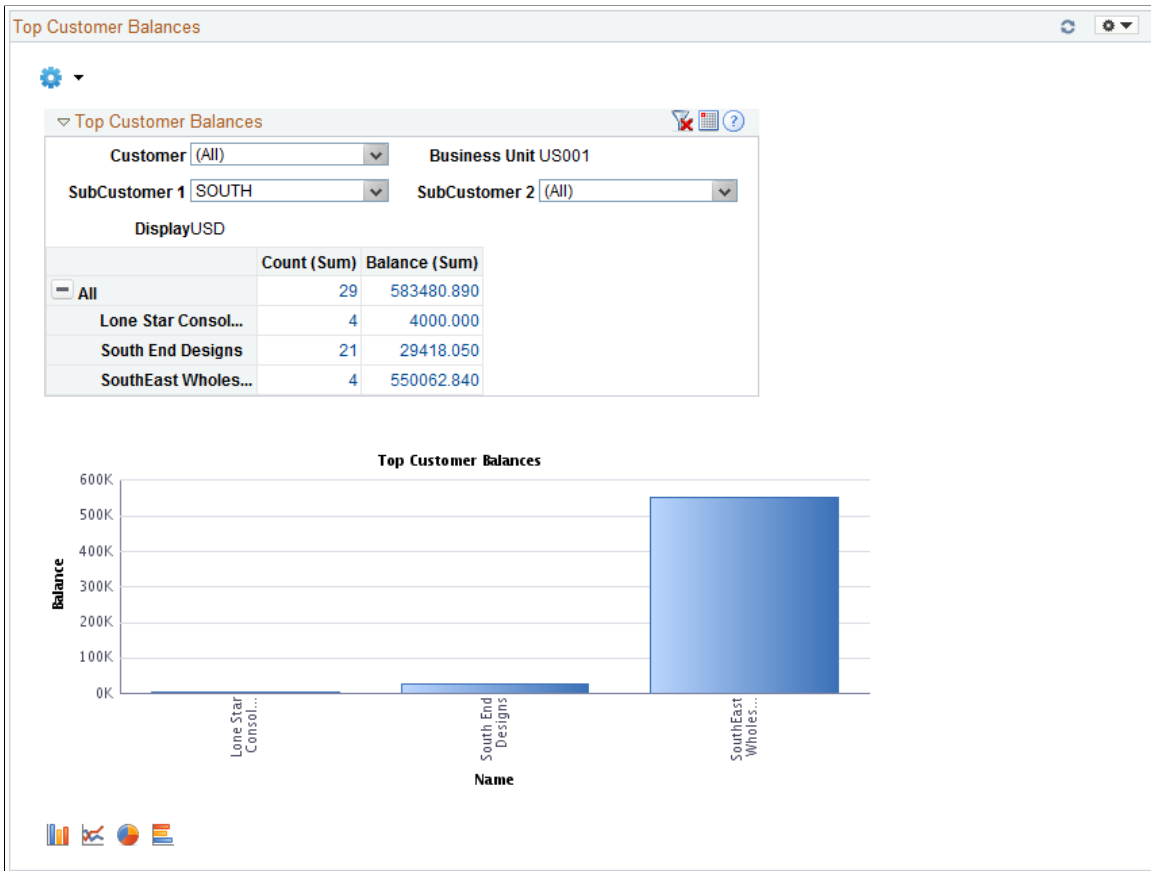 Top Customer Balances
Top Customer Balances
?
Customer (All) Business Unit US001
SubCustomer 1 SOUTH SubCustomer 2 (All)
DisplayUSD
Count (Sum) Balance (Sum)
All 29 583480.890
Lone Star Consol... 4 4000.000
South End Designs 21 29418.050
SouthEast Wholes... 4 550062.840
Top Customer Balances
600K
500K
400K
300K
200K
100K
0K
Balance
Lone Star
Consol...
South End
Designs
SouthEast
Wholes...
Name